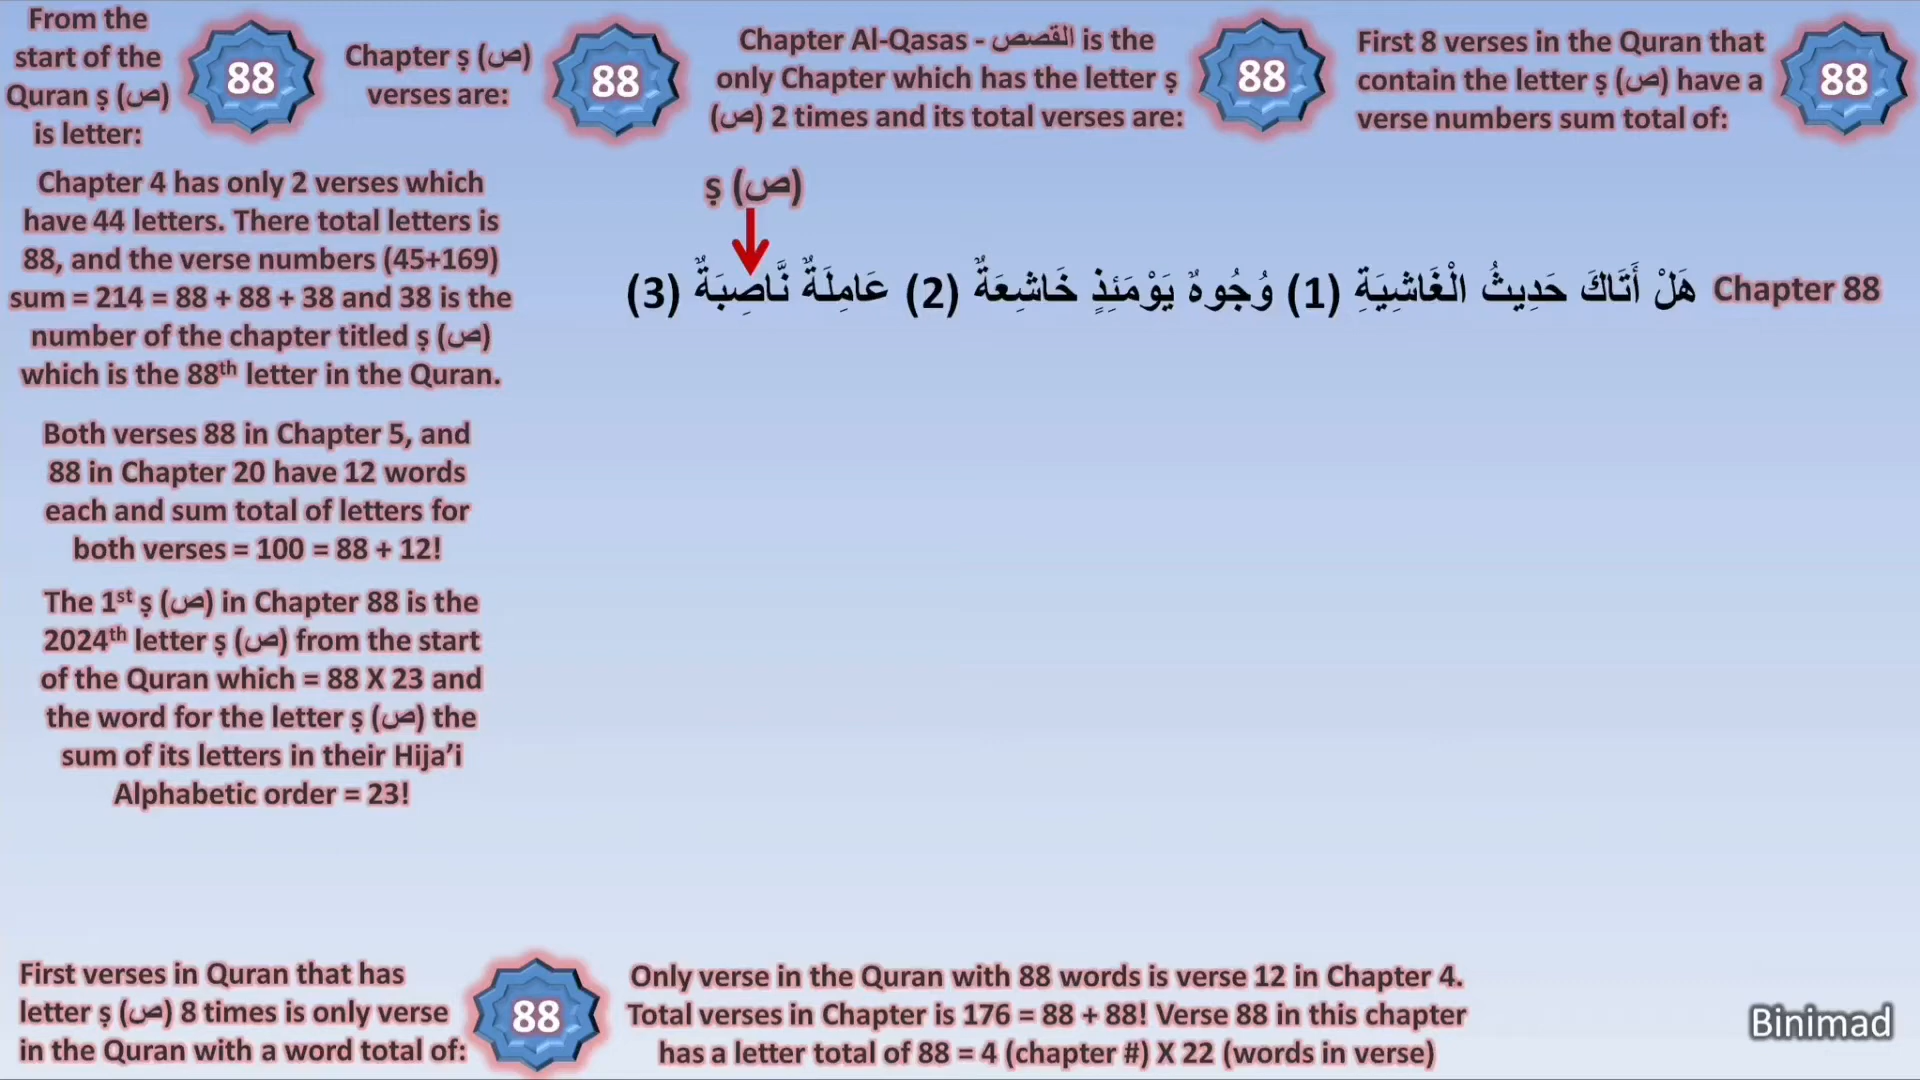 From the
start of the
Quran ṣ (ص)
is letter:
88
Chapter ṣ (ص)
verses are:
88
Chapter Al-Qasas - القصص is the
only Chapter which has the letter ṣ
(ص) 2 times and its total verses are:
88
First 8 verses in the Quran that
contain the letter ṣ (ص) have a
verse numbers sum total of:
88
Chapter 4 has only 2 verses which
have 44 letters. There total letters is
88, and the verse numbers (45+169)
sum = 214 = 88 + 88 + 38 and 38 is the
number of the chapter titled ṣ (ص)
which is the 88th letter in the Quran.
ṣ (ص)
Chapter 88 هَلْ أَتَاكَ حَدِيثُ الْغَاشِيَةِ (1) وُجُوهٌ يَوْمَئِذٍ خَاشِعَةٌ (2) عَامِلَةٌ نَّاصِبَةٌ (3)
Both verses 88 in Chapter 5, and
88 in Chapter 20 have 12 words
each and sum total of letters for
both verses = 100 = 88 + 12!
The 1st ṣ (ص) in Chapter 88 is the
2024th letter ṣ (ص) from the start
of the Quran which = 88 X 23 and
the word for the letter ṣ (ص) the
sum of its letters in their Hija’i
Alphabetic order = 23!
First verses in Quran that has
letter ṣ (ص) 8 times is only verse
in the Quran with a word total of:
88
Only verse in the Quran with 88 words is verse 12 in Chapter 4.
Total verses in Chapter is 176 = 88 + 88! Verse 88 in this chapter
has a letter total of 88 = 4 (chapter #) X 22 (words in verse)
Binimad